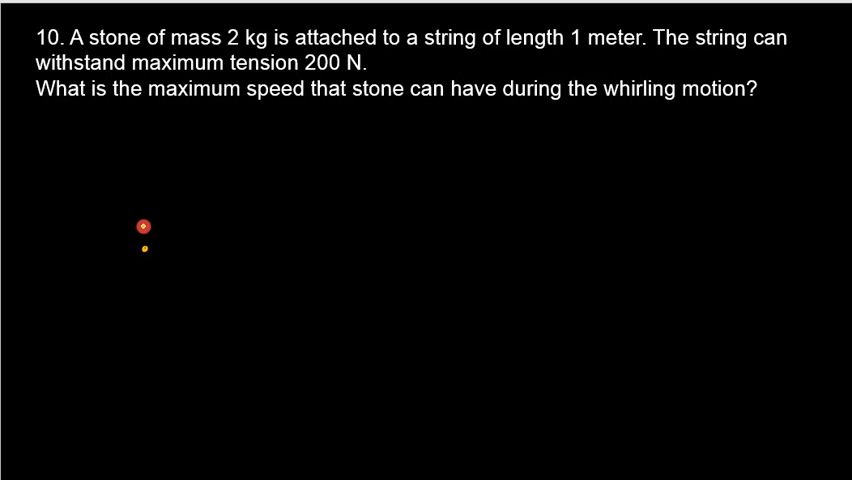 10. A stone of mass 2 kg is attached to a string of length 1 meter. The string can
withstand maximum tension 200 N.
What is the maximum speed that stone can have during the whirling motion?